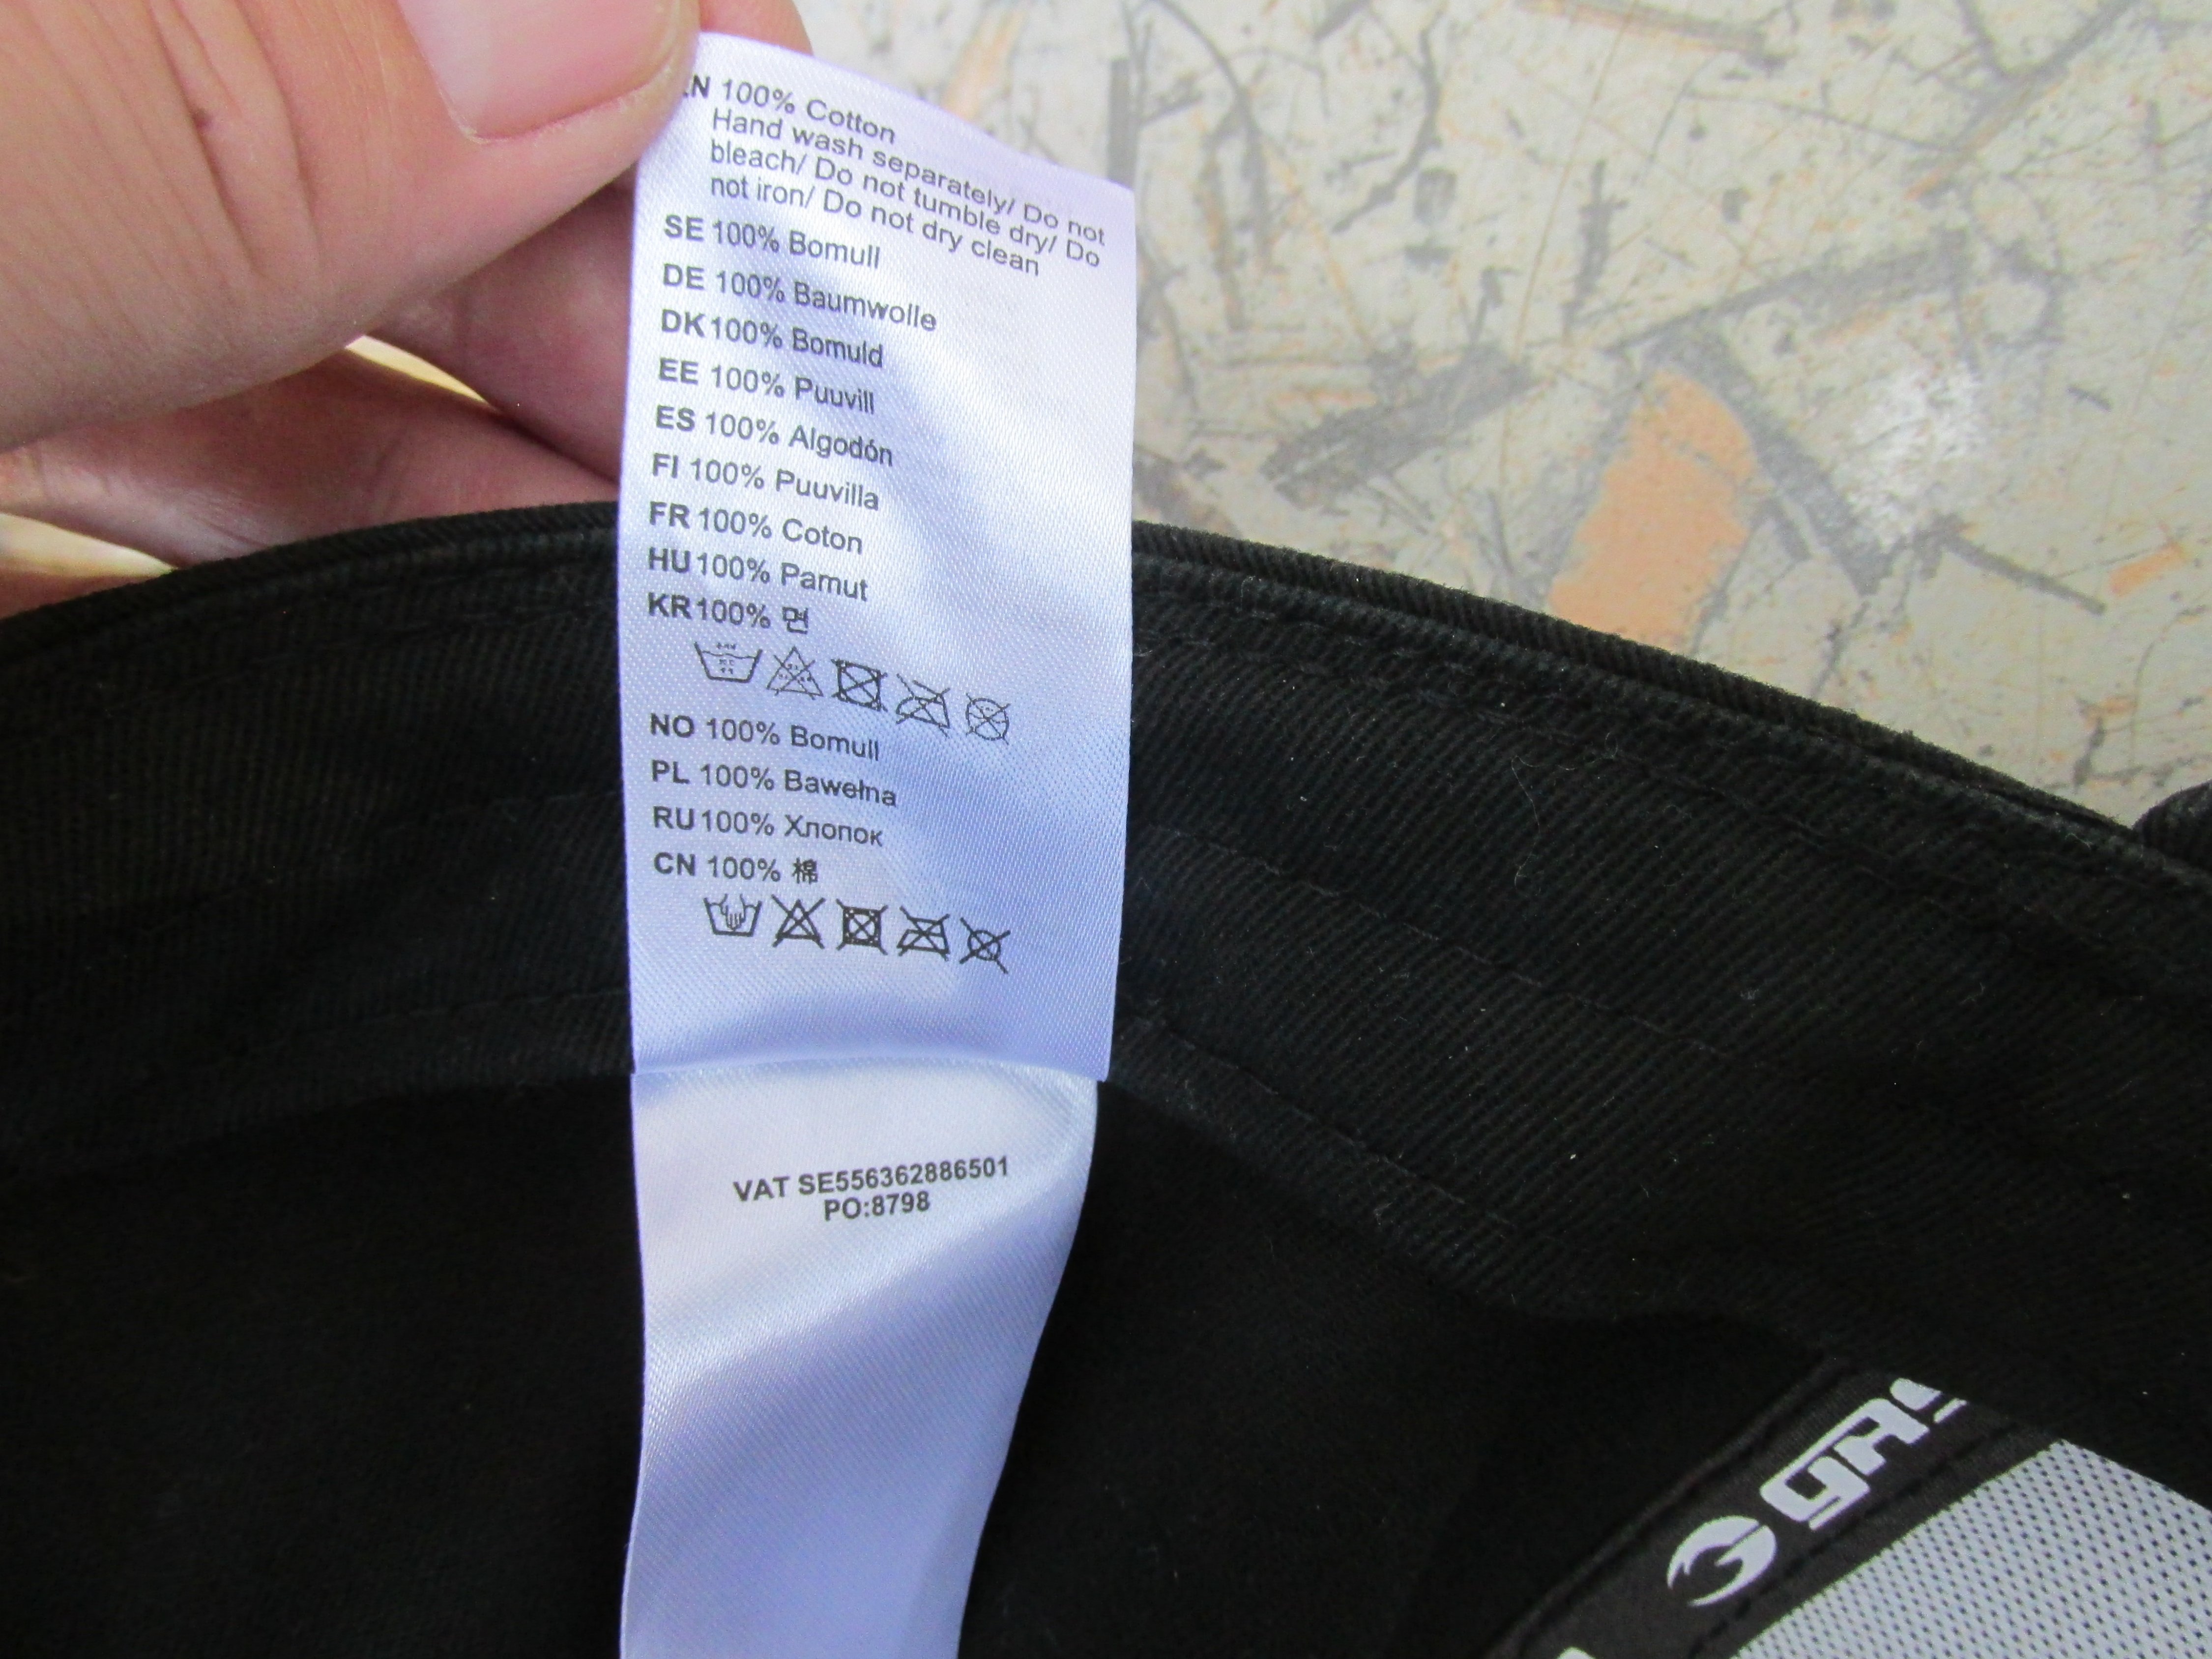 100% Cotton
Hand wash separately/ Do not
bleach/ Do not tumble dry/ Do
not iron/ Do not dry clean
SE 100% Bomull
DE 100% Baumwolle
DK 100% Bomuld
EE 100% Puuvill
ES 100% Algodón
FI 100% Puuvilla
FR 100% Coton
HU 100% Pamut
KR 100% 면
NO 100% Bomull
PL 100% Bawełna
RU 100% Хлопок
CN 100% 棉
VAT SE556362886501
PO:8798